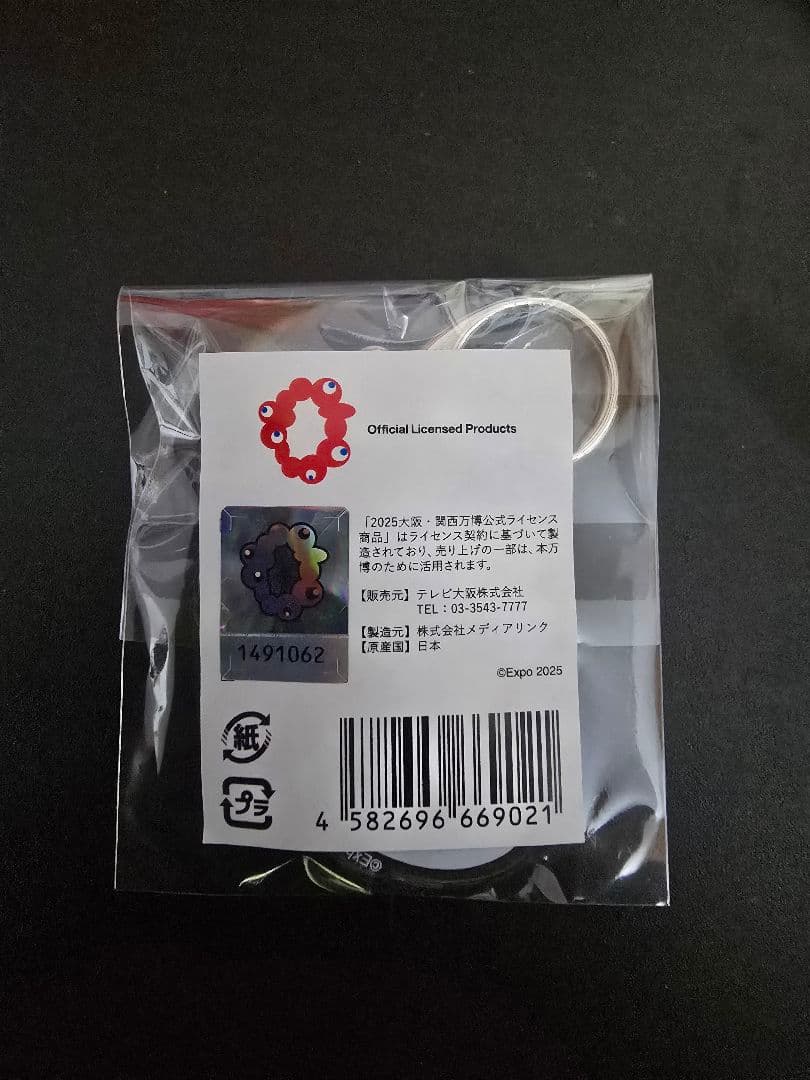 Official Licensed Products
「2025大阪・関西万博公式ライセンス
商品」はライセンス契約に基づいて製
造されており、売り上げの一部は、本万
博のために活用されます。
【販売元】テレビ大阪株式会社
TEL：03-3543-7777
【製造元】株式会社メディアリンク
【原産国】日本
1491062
©Expo 2025
紙
プラ
4 582696 669021
©EX